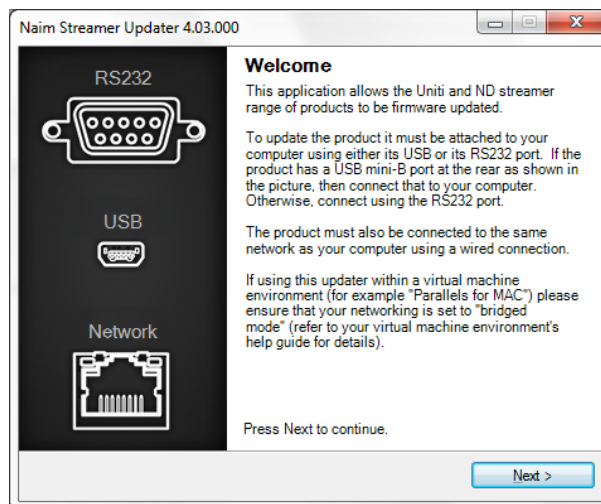 Naim Streamer Updater 4.03.000
RS232
USB
Network
Welcome
This application allows the Uniti and ND streamer
range of products to be firmware updated.
To update the product it must be attached to your
computer using either its USB or its RS232 port.  If the
product has a USB mini-B port at the rear as shown in
the picture, then connect that to your computer.
Otherwise, connect using the RS232 port.
The product must also be connected to the same
network as your computer using a wired connection.
If using this updater within a virtual machine
environment (for example "Parallels for MAC") please
ensure that your networking is set to "bridged
mode" (refer to your virtual machine environment's
help guide for details).
Press Next to continue.
Next >